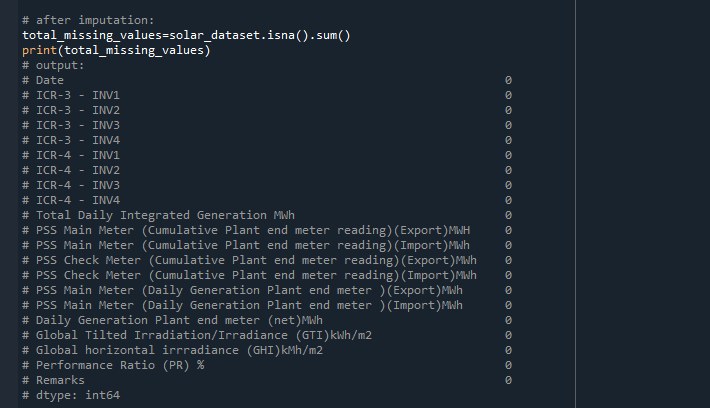 # after imputation:
total_missing_values=solar_dataset.isna().sum()
print(total_missing_values)
# output:
# Date 0
# ICR-3 - INV1 0
# ICR-3 - INV2 0
# ICR-3 - INV3 0
# ICR-3 - INV4 0
# ICR-4 - INV1 0
# ICR-4 - INV2 0
# ICR-4 - INV3 0
# ICR-4 - INV4 0
# Total Daily Integrated Generation MWh 0
# PSS Main Meter (Cumulative Plant end meter reading)(Export)MWH 0
# PSS Main Meter (Cumulative Plant end meter reading)(Import)MWh 0
# PSS Check Meter (Cumulative Plant end meter reading)(Export)MWh 0
# PSS Check Meter (Cumulative Plant end meter reading)(Import)MWh 0
# PSS Main Meter (Daily Generation Plant end meter )(Export)MWh 0
# PSS Main Meter (Daily Generation Plant end meter )(Import)MWh 0
# Daily Generation Plant end meter (net)MWh 0
# Global Tilted Irradiation/Irradiance (GTI)kWh/m2 0
# Global horizontal irrradiance (GHI)kMh/m2 0
# Performance Ratio (PR) % 0
# Remarks 0
# dtype: int64